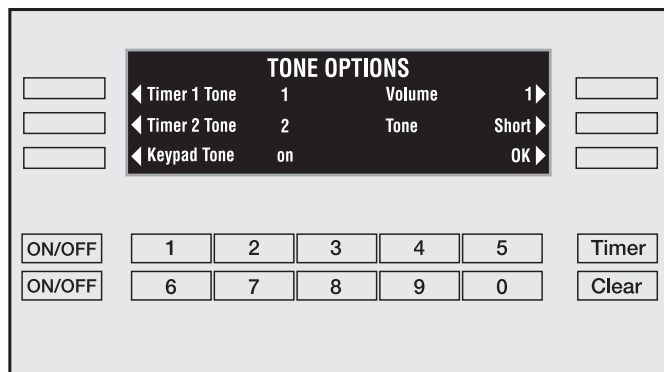 TONE OPTIONS
Timer 1 Tone 1 Volume 1
Timer 2 Tone 2 Tone Short
Keypad Tone on OK
ON/OFF 1 2 3 4 5 Timer
ON/OFF 6 7 8 9 0 Clear